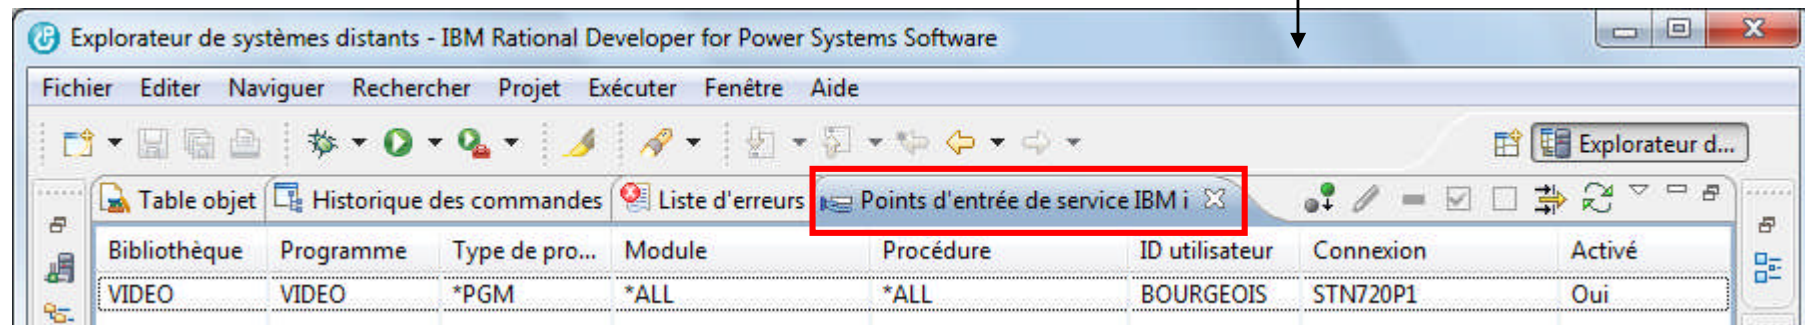 Explorateur de systèmes distants - IBM Rational Developer for Power Systems Software
Fichier Editer Naviguer Rechercher Projet Exécuter Fenêtre Aide
Explorateur d...
Table objet Historique des commandes Liste d'erreurs Points d'entrée de service IBM i
Bibliothèque Programme Type de pro... Module Procédure ID utilisateur Connexion Activé
VIDEO VIDEO *PGM *ALL *ALL BOURGEOIS STN720P1 Oui